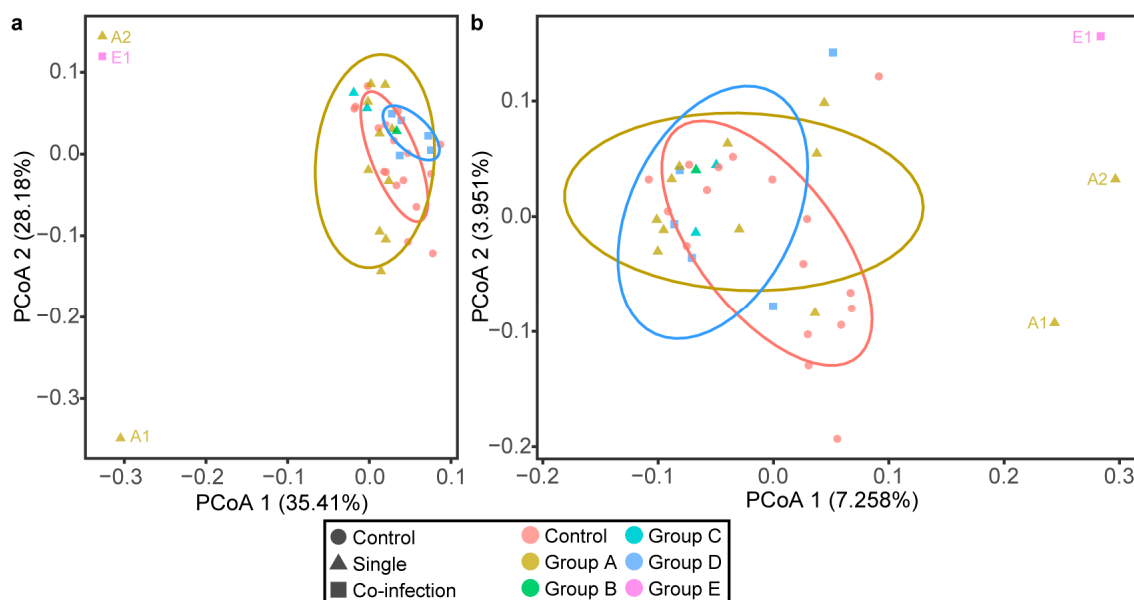 a
A2
E1
A1
0.1
0.0
−0.1
−0.2
−0.3
PCoA 2 (28.18%)
−0.3 −0.2 −0.1 0.0 0.1
PCoA 1 (35.41%)
b
E1
A2
A1
0.1
0.0
−0.1
−0.2
PCoA 2 (3.951%)
−0.2 −0.1 0.0 0.1 0.2 0.3
PCoA 1 (7.258%)
Control
Single
Co-infection
Control
Group A
Group B
Group C
Group D
Group E